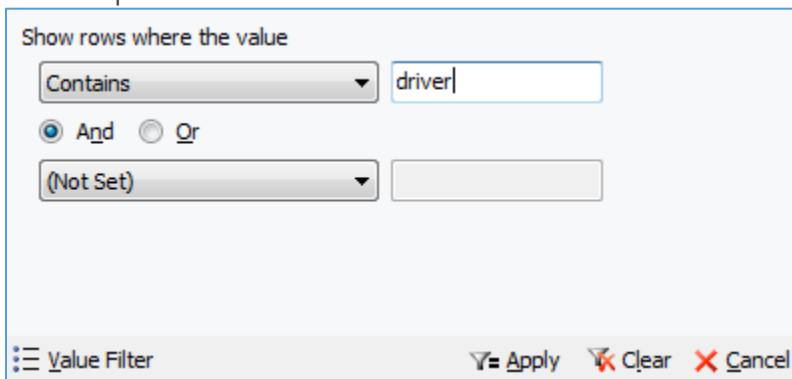 Show rows where the value
Contains driver
And Or
(Not Set)
Value Filter Apply Clear Cancel